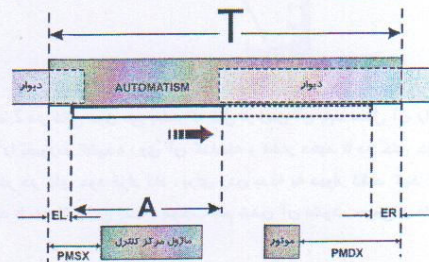 T
دیوار
AUTOMATISM
دیوار
EL
A
ER
PMSX
ماژول مرکز کنترل
موتور
PMDX